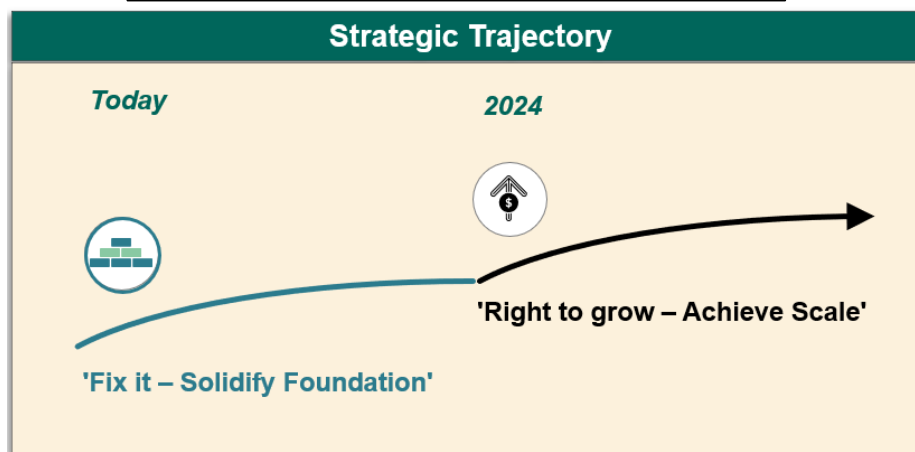 Strategic Trajectory
Today
2024
$
'Right to grow – Achieve Scale'
'Fix it – Solidify Foundation'